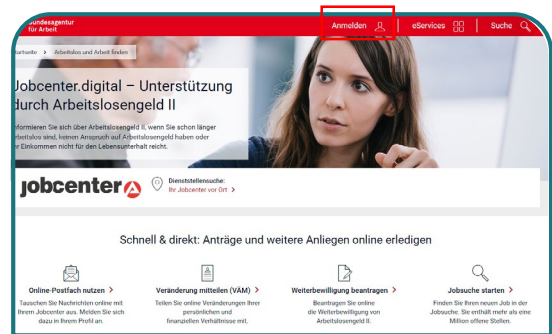 Bundesagentur
für Arbeit
Anmelden
eServices
Suche
Startseite > Arbeitslos und Arbeit finden
Jobcenter.digital – Unterstützung
durch Arbeitslosengeld II
Informieren Sie sich über Arbeitslosengeld II, wenn Sie schon länger
arbeitslos sind, keinen Anspruch auf Arbeitslosengeld haben oder
Ihr Einkommen nicht für den Lebensunterhalt reicht.
jobcenter
Dienststellensuche:
Ihr Jobcenter vor Ort >
Schnell & direkt: Anträge und weitere Anliegen online erledigen
Online-Postfach nutzen >
Tauschen Sie Nachrichten online mit
Ihrem Jobcenter aus. Melden Sie sich
dazu in Ihrem Profil an.
Veränderung mitteilen (VÄM) >
Teilen Sie online Veränderungen Ihrer
persönlichen und
finanziellen Verhältnisse mit.
Weiterbewilligung beantragen >
Beantragen Sie online
die Weiterbewilligung von
Arbeitslosengeld II.
Jobsuche starten >
Finden Sie Ihren neuen Job in der
Jobsuche. Sie enthält mehr als eine
Million offene Stellen.